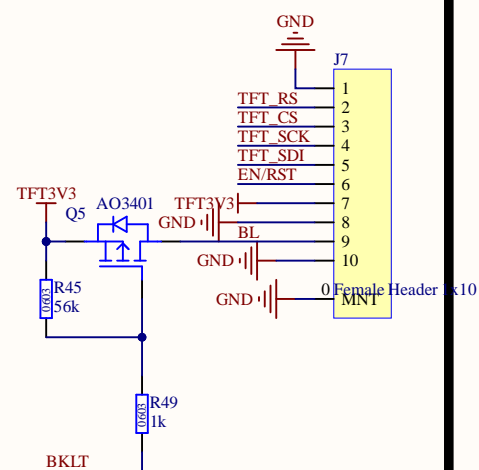 GND
J7
1
TFT_RS 2
TFT_CS 3
TFT_SCK 4
TFT_SDI 5
EN/RST 6
TFT3V3 Q5 AO3401 TFT3V3 7
GND 8
BL 9
GND 10
R45 0603 56k
GND MNT 0 Female Header 1x10
R49 0603 1k
BKLT